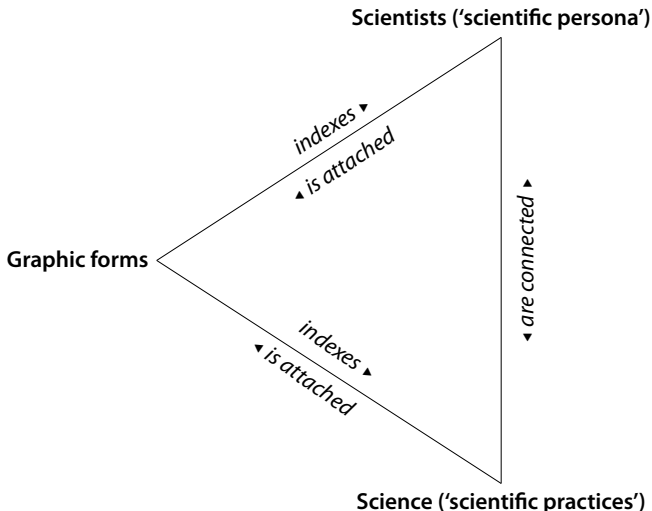 Scientists (‘scientific persona’)
indexes
is attached
are connected
Graphic forms
indexes
is attached
Science (‘scientific practices’)